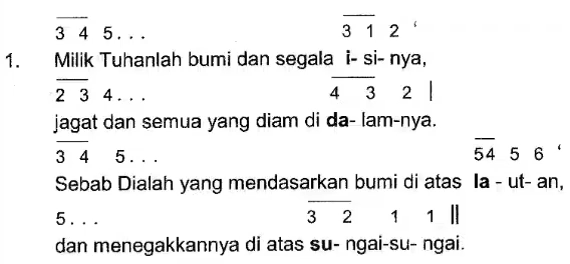 3 4 5. . . 3 1 2 ‘
1. Milik Tuhanlah bumi dan segala i- si- nya,
2 3 4. . . 4 3 2 |
jagat dan semua yang diam di da- lam-nya.
3 4 5. . . 54 5 6 ‘
Sebab Dialah yang mendasarkan bumi di atas la - ut- an,
5. . . 3 2 1 1 ||
dan menegakkannya di atas su- ngai-su- ngai.